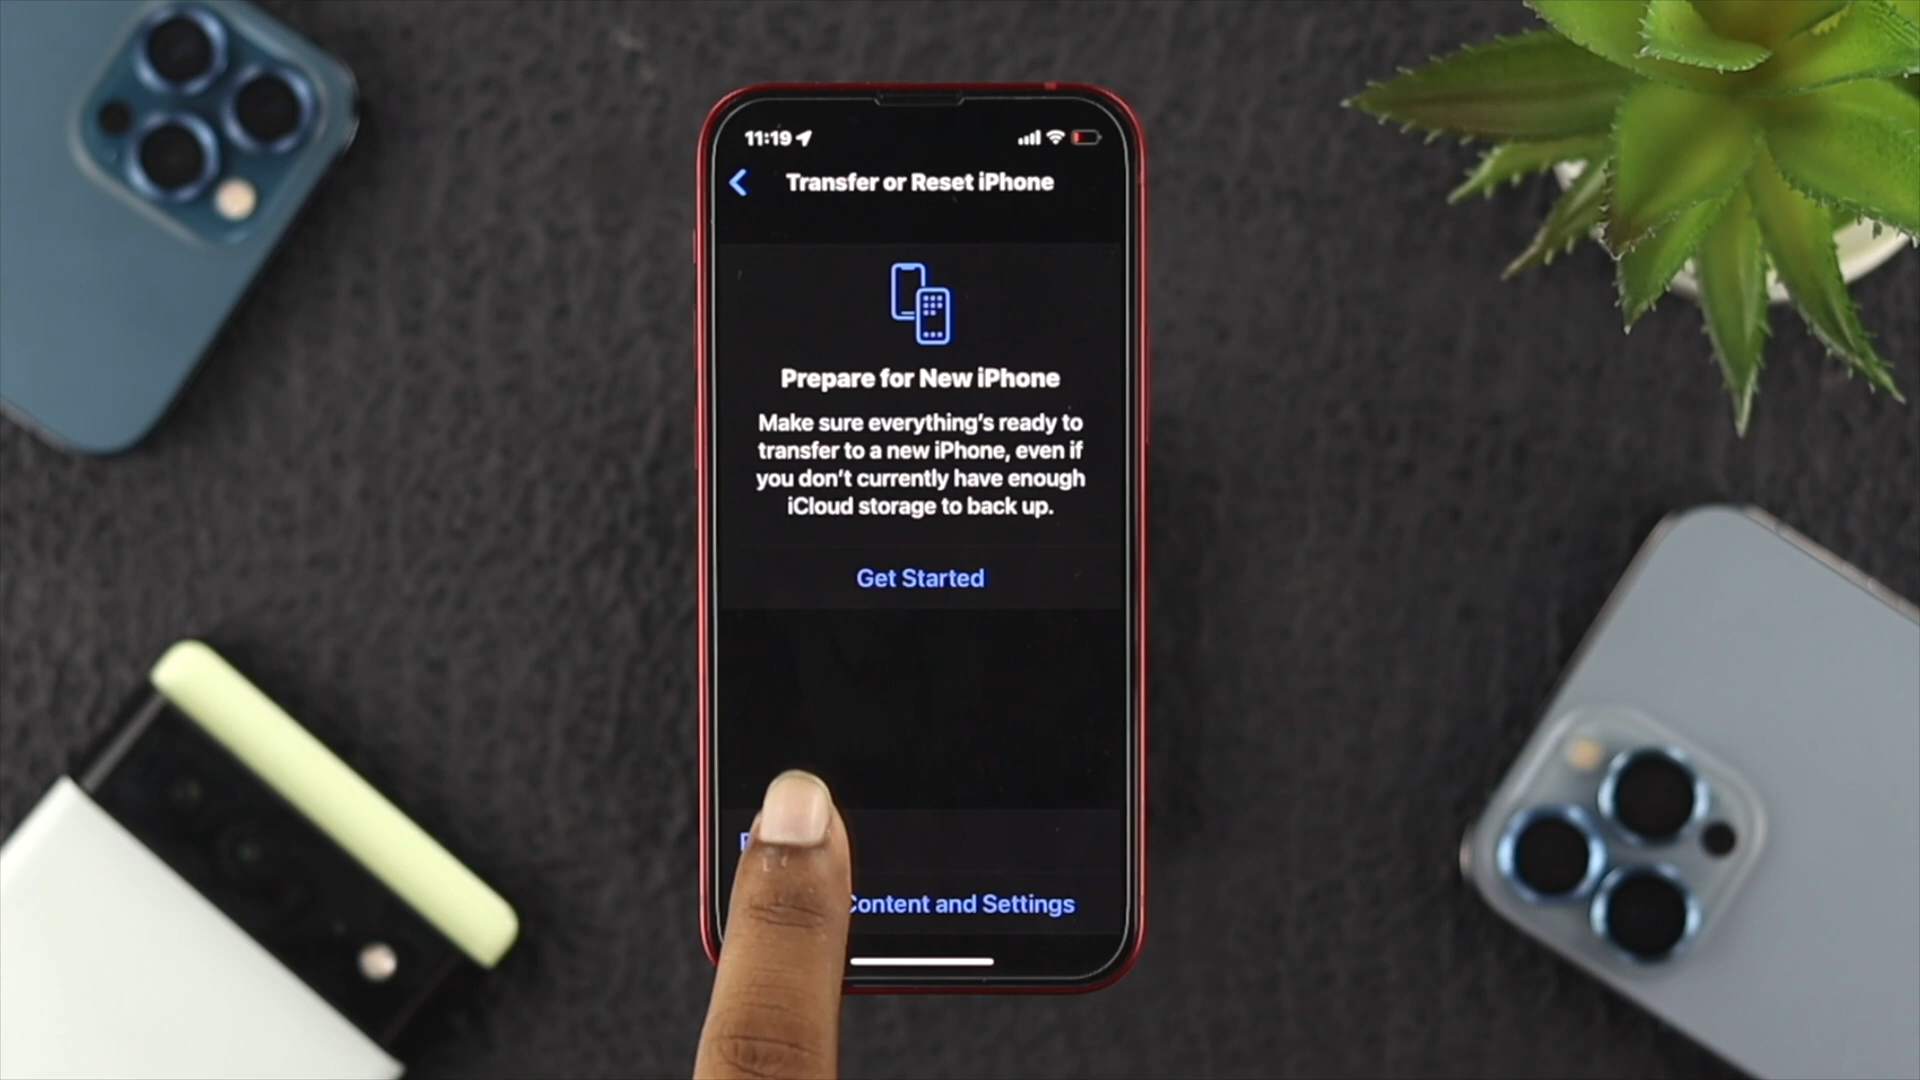 11:19
Transfer or Reset iPhone
Prepare for New iPhone
Make sure everything's ready to
transfer to a new iPhone, even if
you don't currently have enough
iCloud storage to back up.
Get Started
Content and Settings